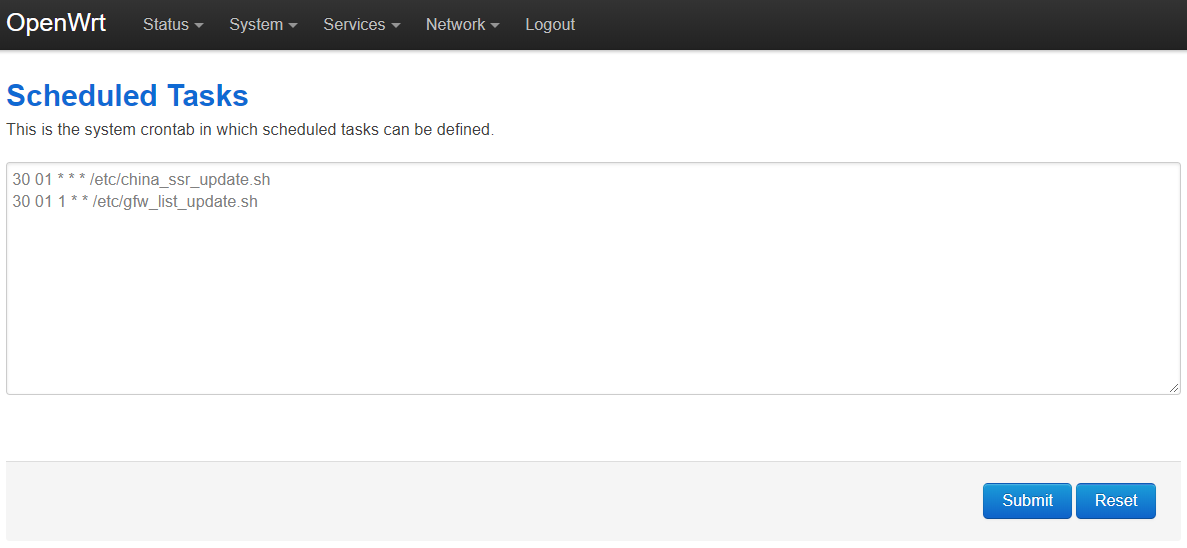 OpenWrt Status System Services Network Logout
Scheduled Tasks
This is the system crontab in which scheduled tasks can be defined.
30 01 * * * /etc/china_ssr_update.sh
30 01 1 * * /etc/gfw_list_update.sh
Submit Reset